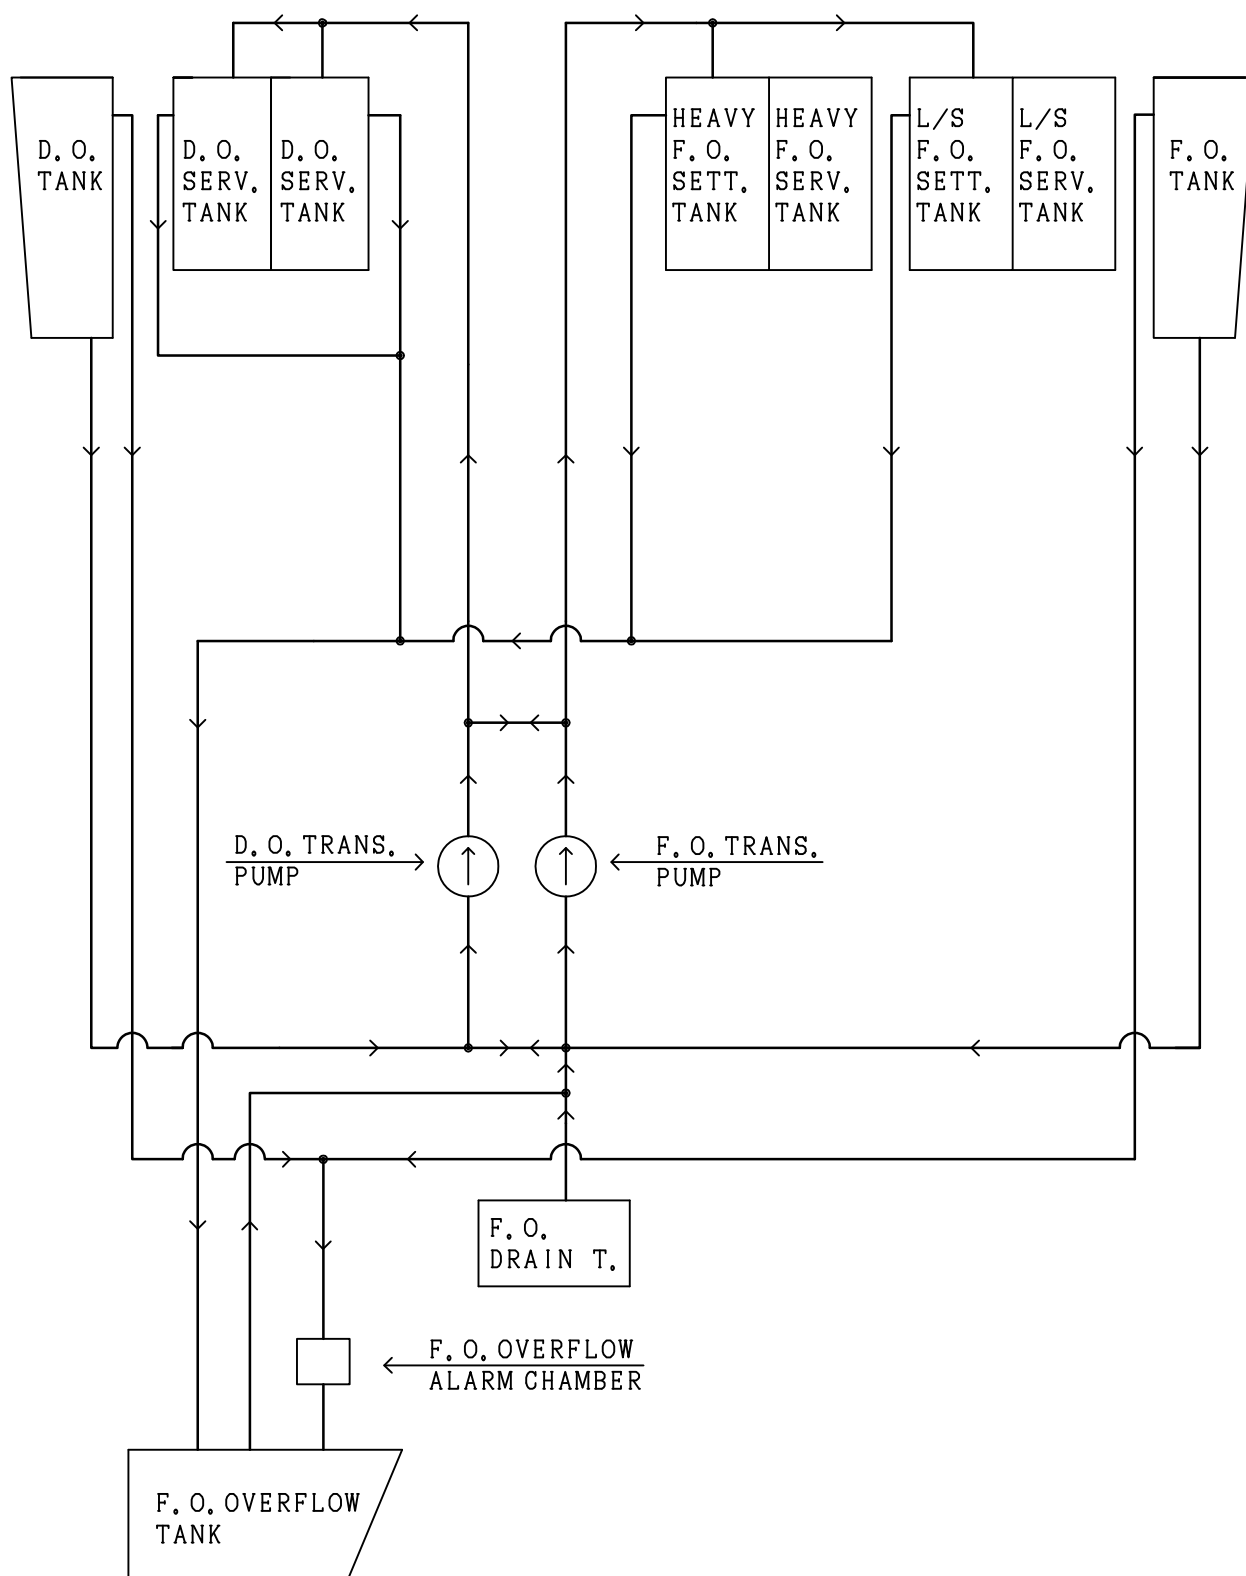 D. O.
TANK
D. O.
SERV.
TANK
D. O.
SERV.
TANK
HEAVY
F. O.
SETT.
TANK
HEAVY
F. O.
SERV.
TANK
L/S
F. O.
SETT.
TANK
L/S
F. O.
SERV.
TANK
F. O.
TANK
D. O. TRANS.
PUMP
F. O. TRANS.
PUMP
F. O.
DRAIN T.
F. O. OVERFLOW
ALARM CHAMBER
F. O. OVERFLOW
TANK